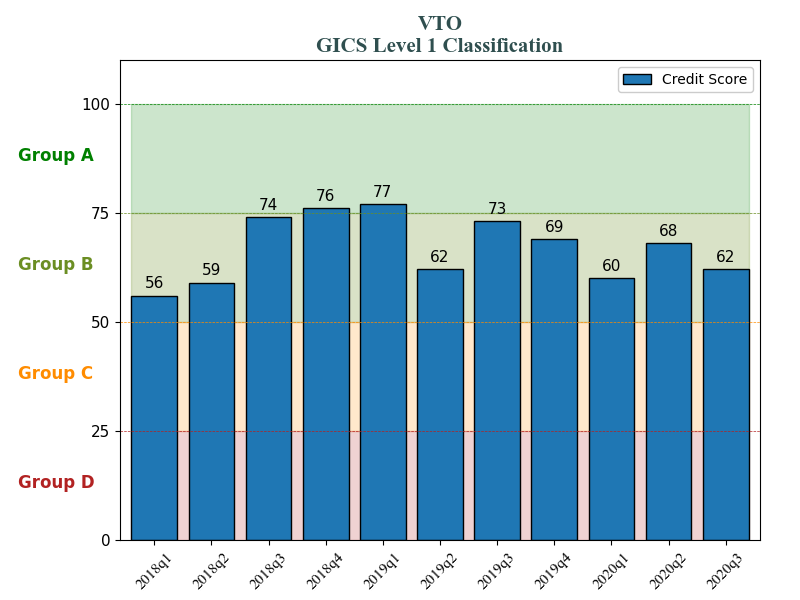 VTO
GICS Level 1 Classification
Credit Score
100
Group A
75
Group B
50
Group C
25
Group D
0
56
59
74
76
77
62
73
69
60
68
62
2018q1
2018q2
2018q3
2018q4
2019q1
2019q2
2019q3
2019q4
2020q1
2020q2
2020q3